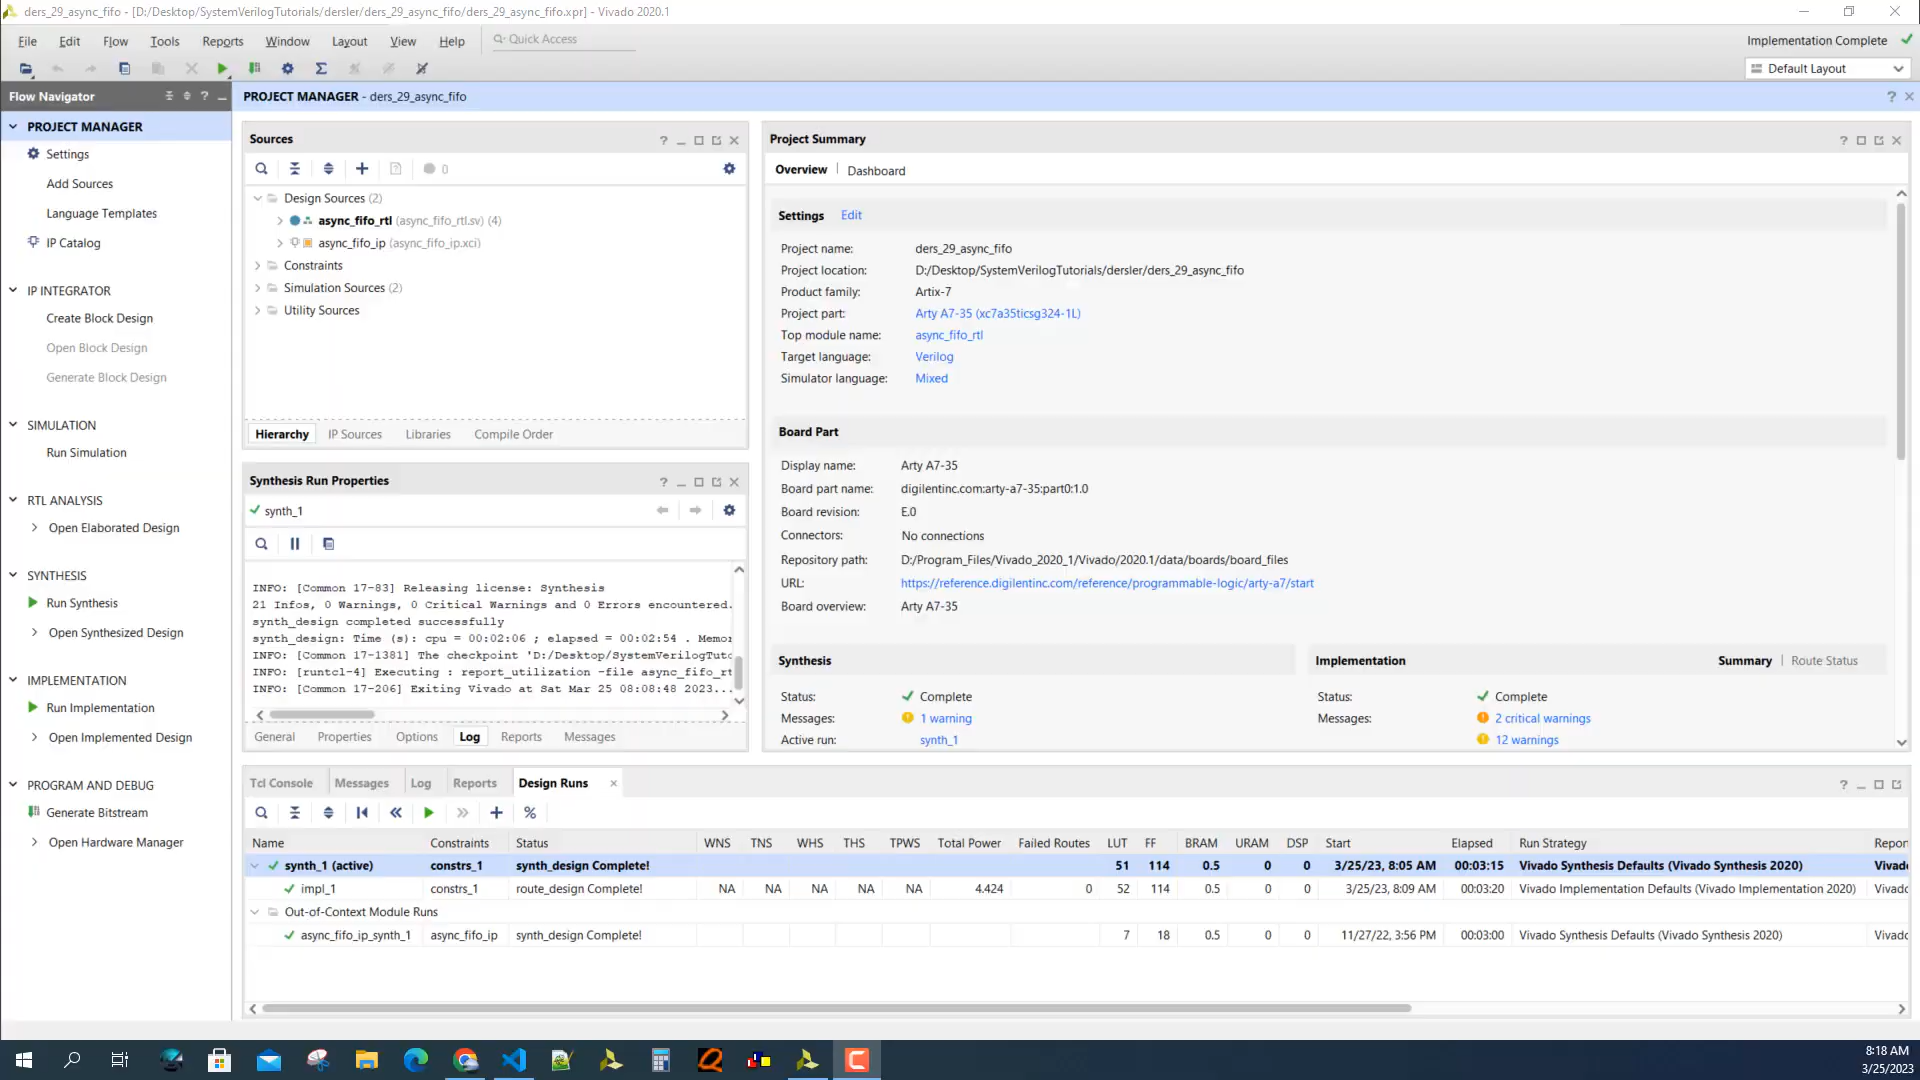 ders_29_async_fifo - [D:/Desktop/SystemVerilogTutorials/dersler/ders_29_async_fifo/ders_29_async_fifo.xpr] - Vivado 2020.1
File Edit Flow Tools Reports Window Layout View Help Quick Access
Implementation Complete
Default Layout
Flow Navigator
PROJECT MANAGER - ders_29_async_fifo
PROJECT MANAGER
Settings
Add Sources
Language Templates
IP Catalog
IP INTEGRATOR
Create Block Design
Open Block Design
Generate Block Design
SIMULATION
Run Simulation
RTL ANALYSIS
Open Elaborated Design
SYNTHESIS
Run Synthesis
Open Synthesized Design
IMPLEMENTATION
Run Implementation
Open Implemented Design
PROGRAM AND DEBUG
Generate Bitstream
Open Hardware Manager
Sources
0
Design Sources (2)
async_fifo_rtl (async_fifo_rtl.sv) (4)
async_fifo_ip (async_fifo_ip.xci)
Constraints
Simulation Sources (2)
Utility Sources
Hierarchy IP Sources Libraries Compile Order
Synthesis Run Properties
synth_1
INFO: [Common 17-83] Releasing license: Synthesis
21 Infos, 0 Warnings, 0 Critical Warnings and 0 Errors encountered.
synth_design completed successfully
synth_design: Time (s): cpu = 00:02:06 ; elapsed = 00:02:54 . Memor
INFO: [Common 17-1381] The checkpoint 'D:/Desktop/SystemVerilogTuto
INFO: [runtcl-4] Executing : report_utilization -file async_fifo_rt
INFO: [Common 17-206] Exiting Vivado at Sat Mar 25 08:08:48 2023...
General Properties Options Log Reports Messages
Project Summary
Overview Dashboard
Settings Edit
Project name: ders_29_async_fifo
Project location: D:/Desktop/SystemVerilogTutorials/dersler/ders_29_async_fifo
Product family: Artix-7
Project part: Arty A7-35 (xc7a35ticsg324-1L)
Top module name: async_fifo_rtl
Target language: Verilog
Simulator language: Mixed
Board Part
Display name: Arty A7-35
Board part name: digilentinc.com:arty-a7-35:part0:1.0
Board revision: E.0
Connectors: No connections
Repository path: D:/Program_Files/Vivado_2020_1/Vivado/2020.1/data/boards/board_files
URL: https://reference.digilentinc.com/reference/programmable-logic/arty-a7/start
Board overview: Arty A7-35
Synthesis
Status: Complete
Messages: 1 warning
Active run: synth_1
Implementation Summary Route Status
Status: Complete
Messages: 2 critical warnings
12 warnings
Tcl Console Messages Log Reports Design Runs
Name Constraints Status WNS TNS WHS THS TPWS Total Power Failed Routes LUT FF BRAM URAM DSP Start Elapsed Run Strategy Repor
synth_1 (active) constrs_1 synth_design Complete! 51 114 0.5 0 0 3/25/23, 8:05 AM 00:03:15 Vivado Synthesis Defaults (Vivado Synthesis 2020) Vivad
impl_1 constrs_1 route_design Complete! NA NA NA NA NA 4.424 0 52 114 0.5 0 0 3/25/23, 8:09 AM 00:03:20 Vivado Implementation Defaults (Vivado Implementation 2020) Vivad
Out-of-Context Module Runs
async_fifo_ip_synth_1 async_fifo_ip synth_design Complete! 7 18 0.5 0 0 11/27/22, 3:56 PM 00:03:00 Vivado Synthesis Defaults (Vivado Synthesis 2020) Vivad
8:18 AM
3/25/2023